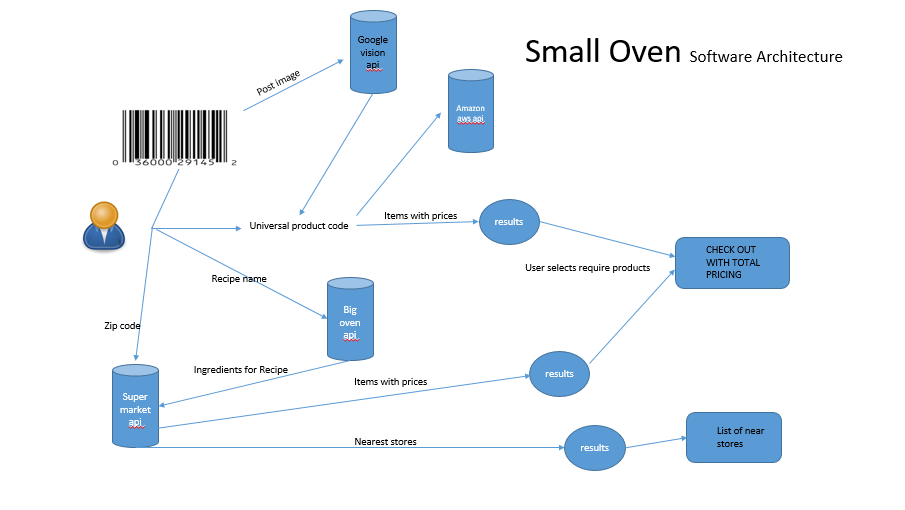 Small Oven Software Architecture
Google
vision
api
Post image
Amazon
aws api
0 36000 29145 2
Items with prices
results
Universal product code
CHECK OUT
WITH TOTAL
PRICING
User selects require products
Recipe name
Big
oven
api
Zip code
Ingredients for Recipe
Items with prices
results
Super
market
api
List of near
stores
Nearest stores
results